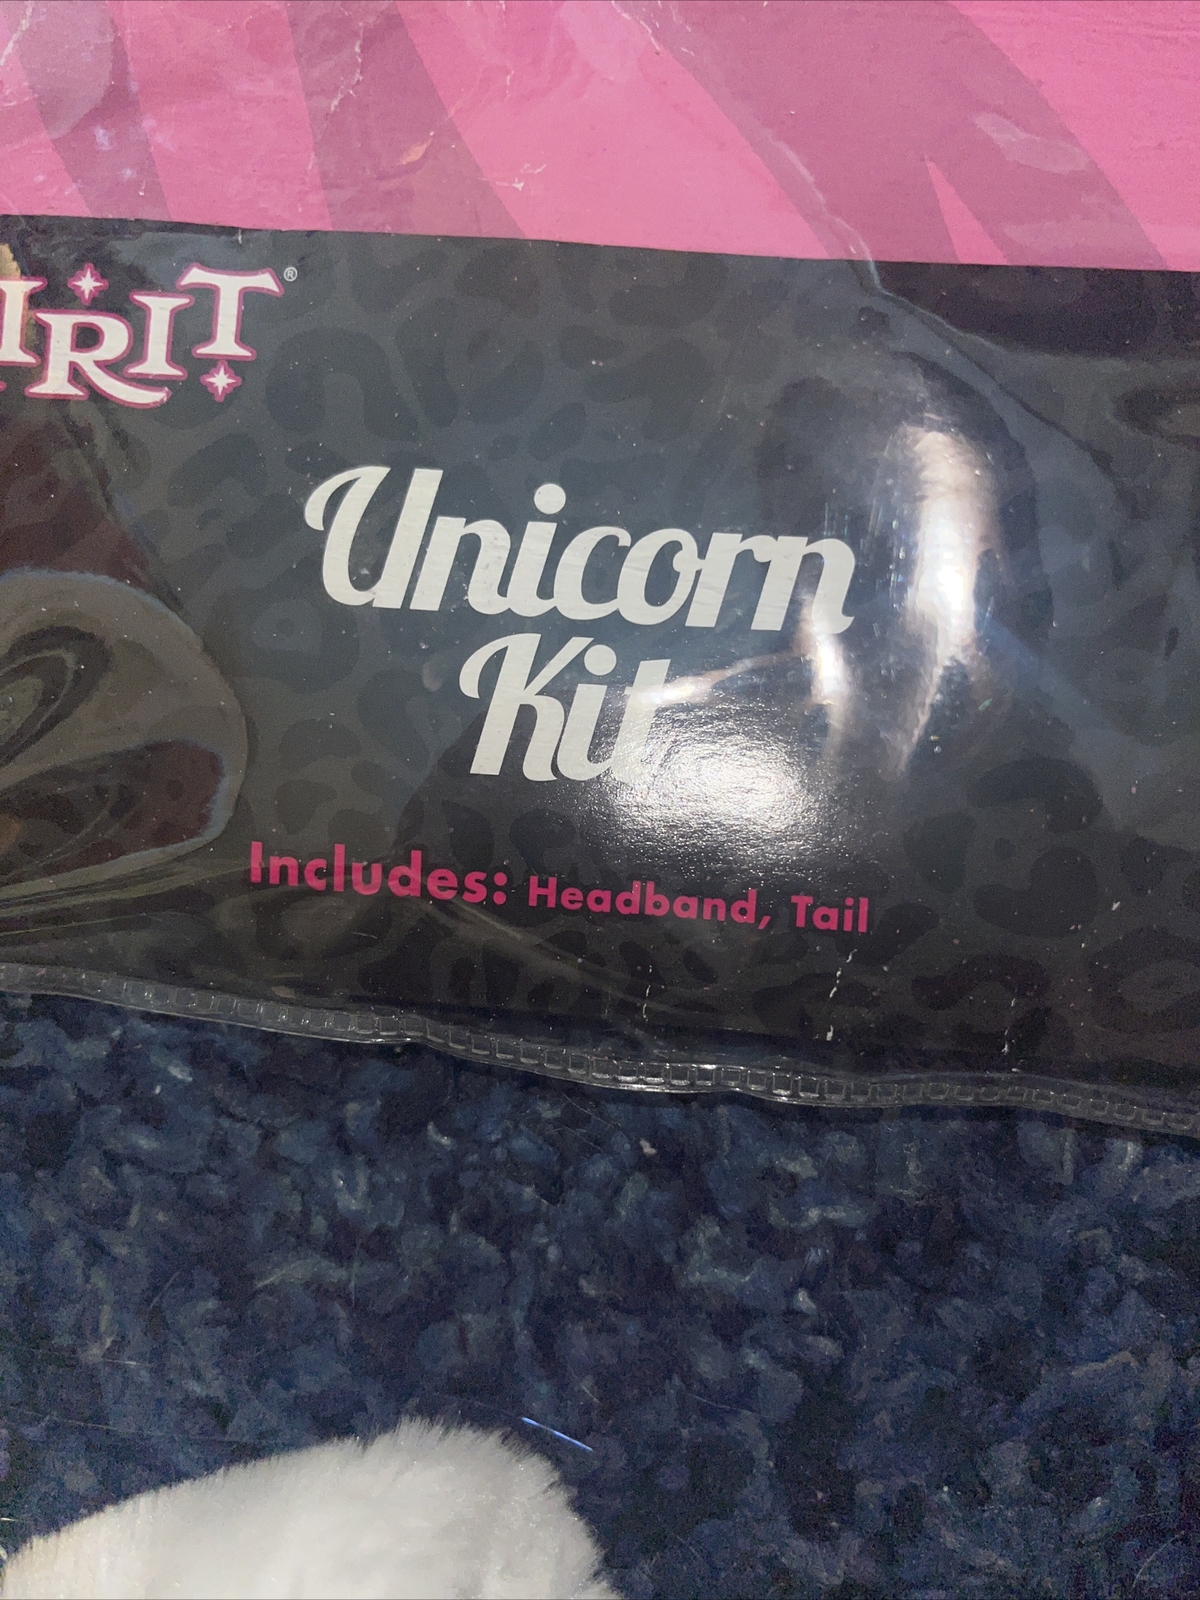 IRIT®
Unicorn
Kit
Includes: Headband, Tail